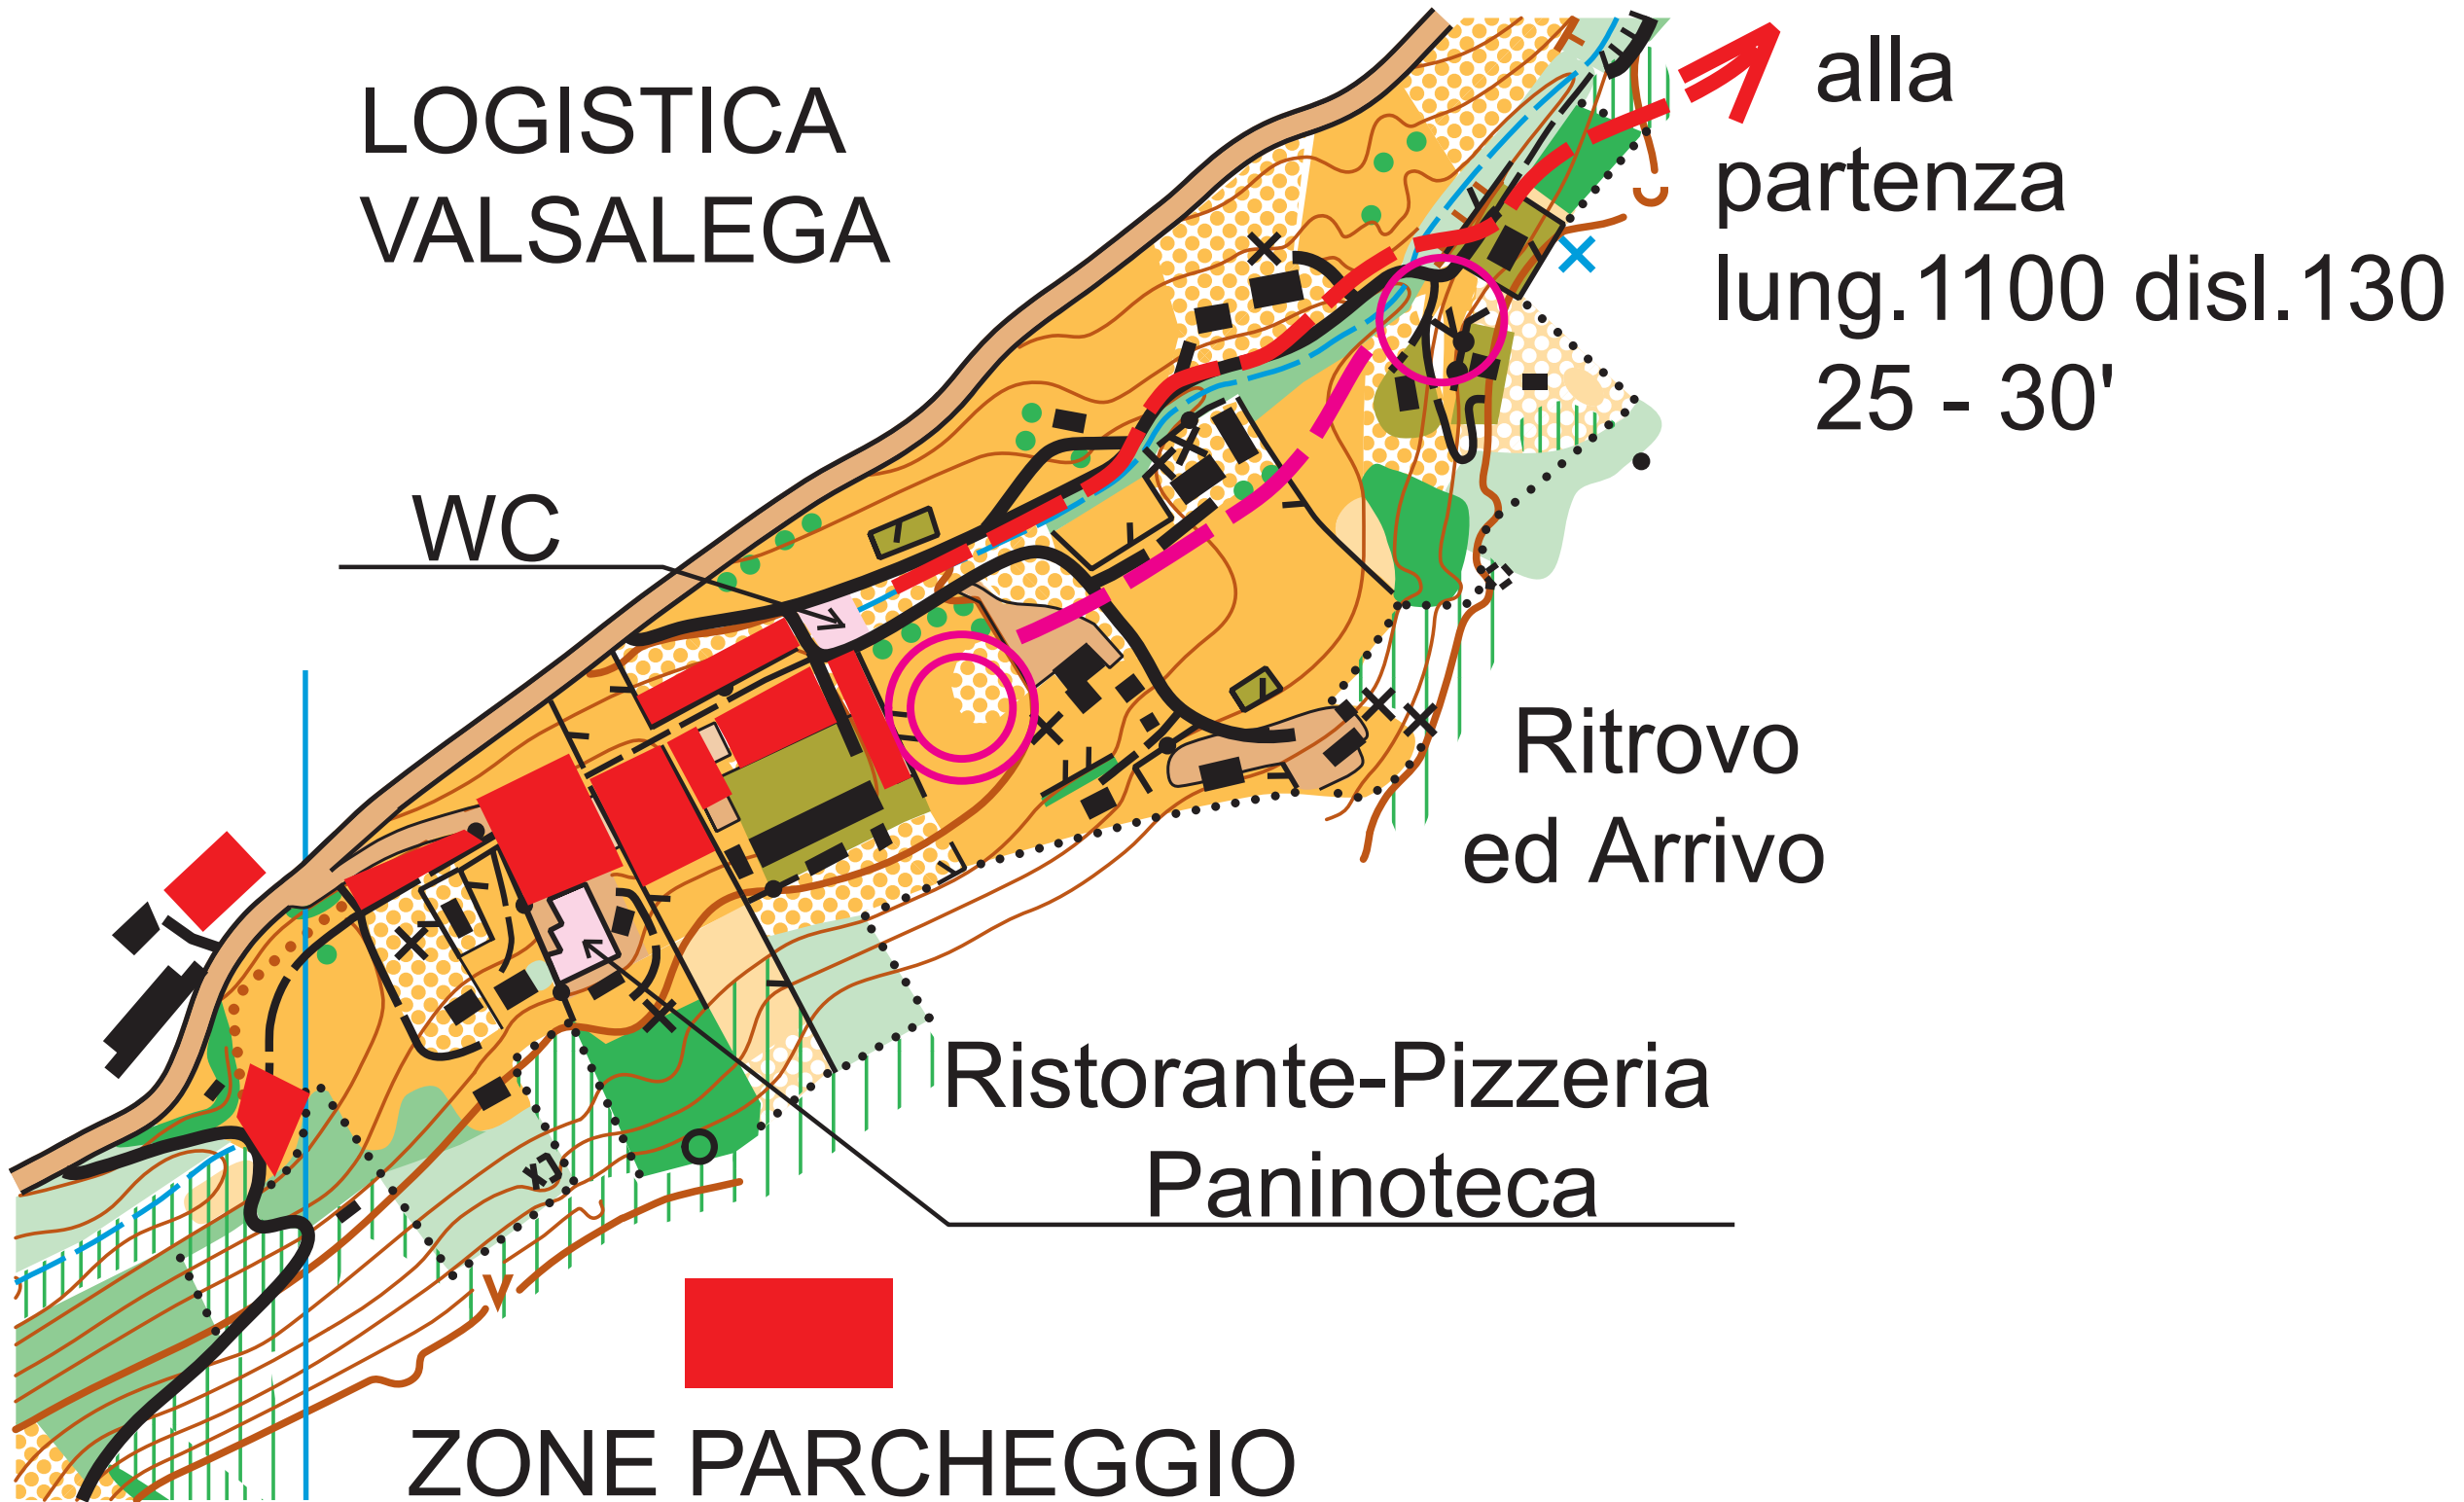 LOGISTICA
VALSALEGA
alla
partenza
lung.1100 disl.130
25 - 30'
WC
Ritrovo
ed Arrivo
Ristorante-Pizzeria
Paninoteca
ZONE PARCHEGGIO